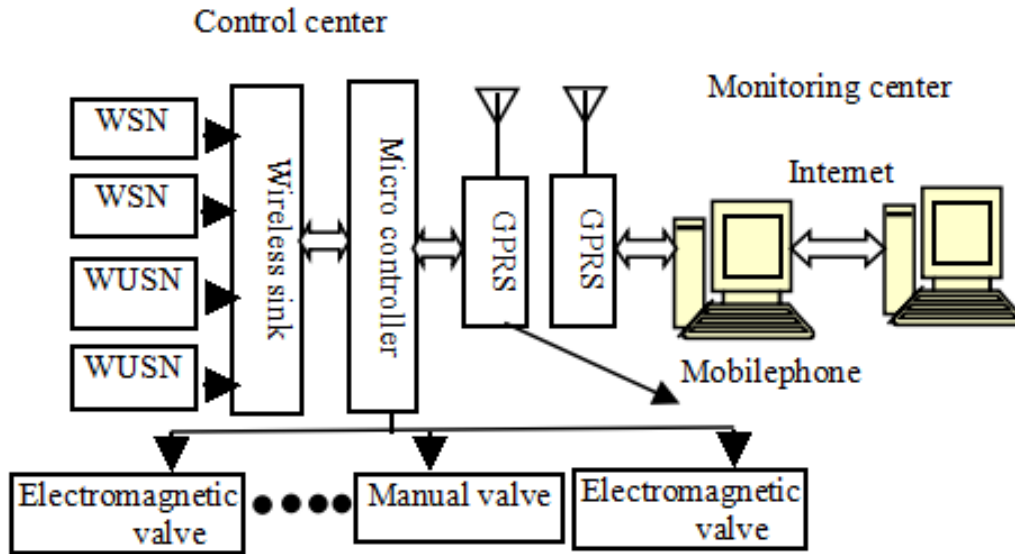 Control center
Monitoring center
WSN
WSN
WUSN
WUSN
Wireless sink
Micro controller
GPRS
GPRS
Internet
Mobilephone
Electromagnetic
valve
Manual valve
Electromagnetic
valve